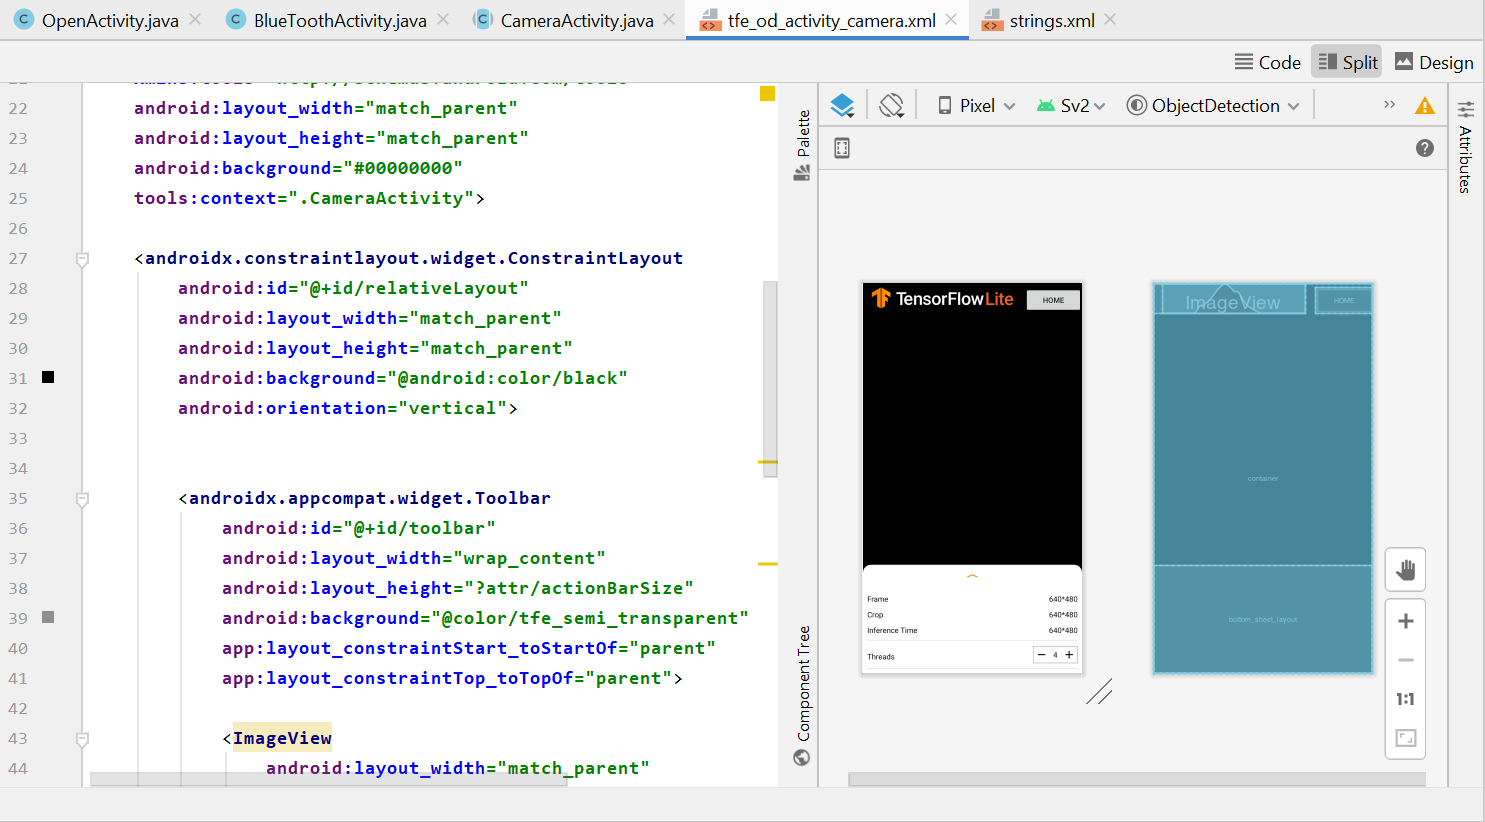 OpenActivity.java
BlueToothActivity.java
CameraActivity.java
tfe_od_activity_camera.xml
strings.xml
Code
Split
Design
22 android:layout_width="match_parent"
23 android:layout_height="match_parent"
24 android:background="#00000000"
25 tools:context=".CameraActivity">
26
27 <androidx.constraintlayout.widget.ConstraintLayout
28 android:id="@+id/relativeLayout"
29 android:layout_width="match_parent"
30 android:layout_height="match_parent"
31 android:background="@android:color/black"
32 android:orientation="vertical">
33
34
35 <androidx.appcompat.widget.Toolbar
36 android:id="@+id/toolbar"
37 android:layout_width="wrap_content"
38 android:layout_height="?attr/actionBarSize"
39 android:background="@color/tfe_semi_transparent"
40 app:layout_constraintStart_toStartOf="parent"
41 app:layout_constraintTop_toTopOf="parent">
42
43 <ImageView
44 android:layout_width="match_parent"
Palette
Component Tree
Pixel
Sv2
ObjectDetection
Attributes
TensorFlow Lite
HOME
Frame 640*480
Crop 640*480
Inference Time 640*480
Threads − 4 +
ImageView
HOME
container
bottom_sheet_layout
1:1